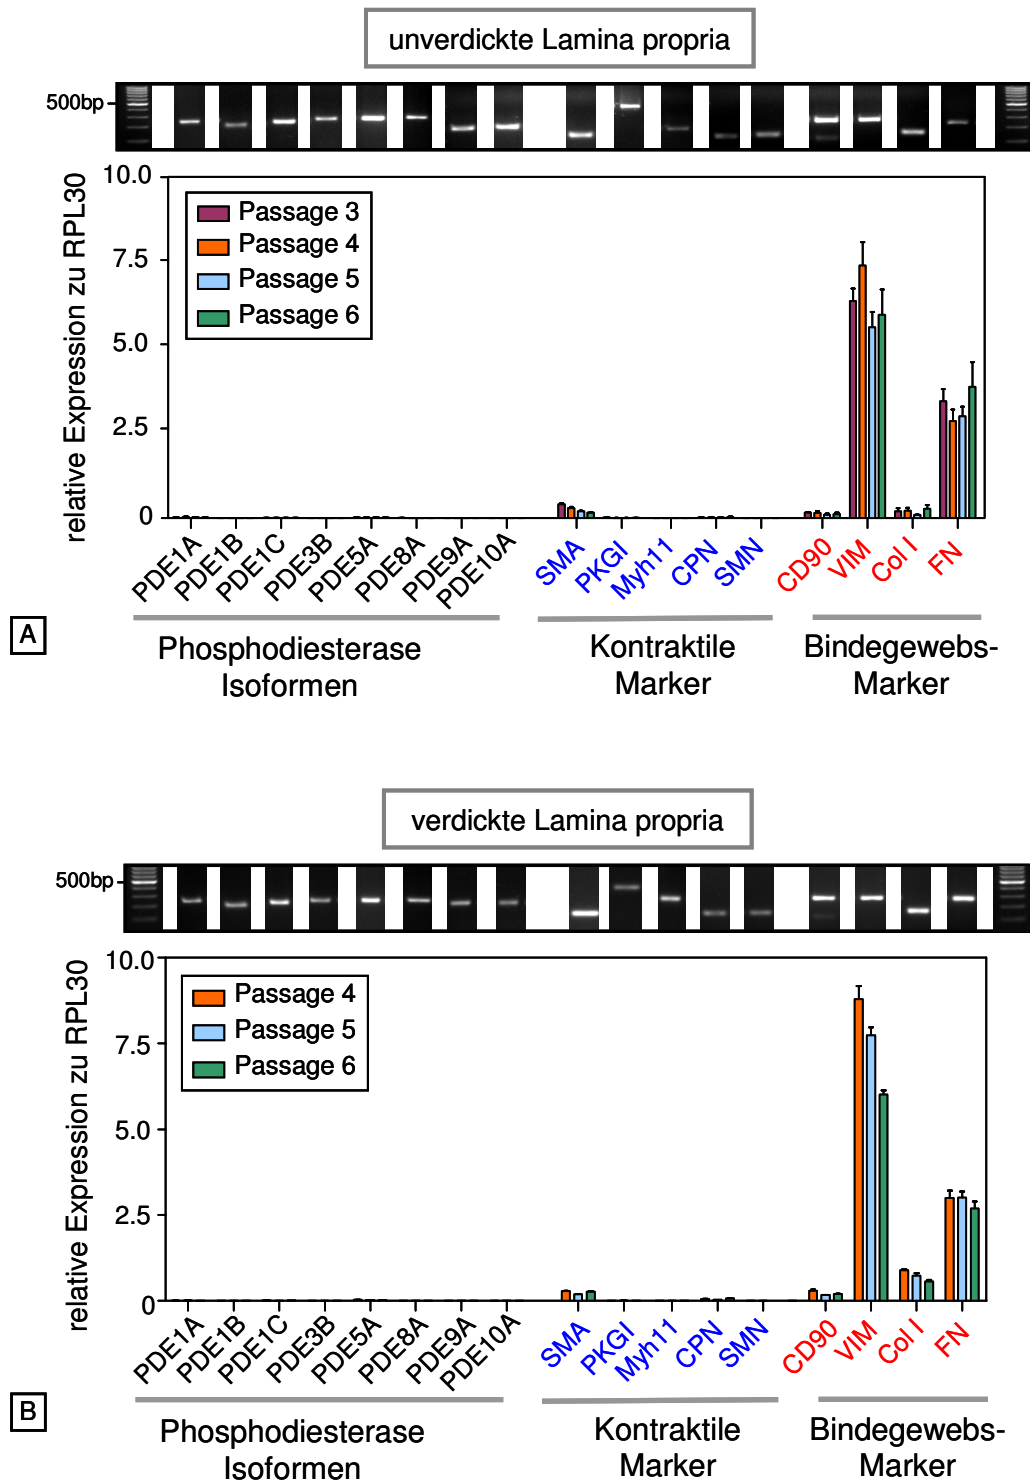 unverdickte Lamina propria
500bp
relative Expression zu RPL30
10.0
7.5
5.0
2.5
0
Passage 3
Passage 4
Passage 5
Passage 6
PDE1A
PDE1B
PDE1C
PDE3B
PDE5A
PDE8A
PDE9A
PDE10A
SMA
PKGI
Myh11
CPN
SMN
CD90
VIM
Col I
FN
A
Phosphodiesterase
Isoformen
Kontraktile
Marker
Bindegewebs-
Marker
verdickte Lamina propria
500bp
relative Expression zu RPL30
10.0
7.5
5.0
2.5
0
Passage 4
Passage 5
Passage 6
PDE1A
PDE1B
PDE1C
PDE3B
PDE5A
PDE8A
PDE9A
PDE10A
SMA
PKGI
Myh11
CPN
SMN
CD90
VIM
Col I
FN
B
Phosphodiesterase
Isoformen
Kontraktile
Marker
Bindegewebs-
Marker